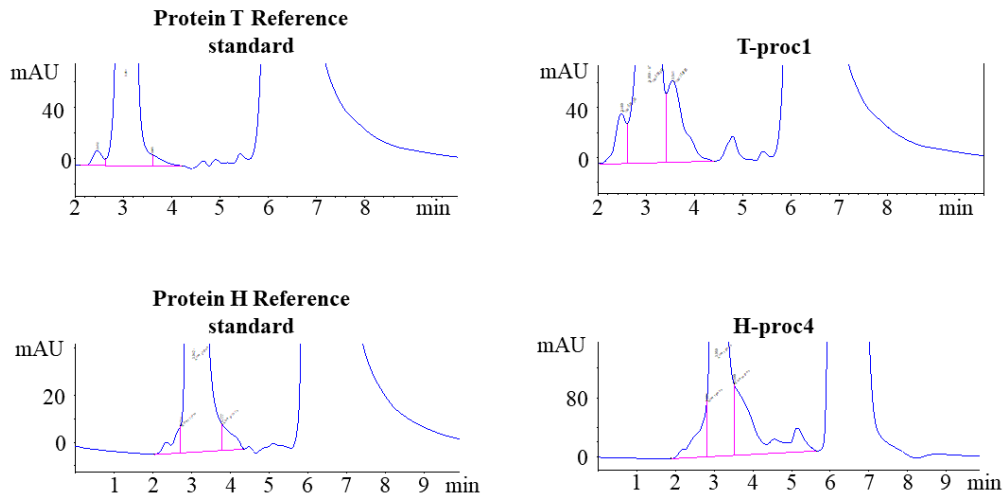 Protein T Reference
standard
mAU
40
0
2 3 4 5 6 7 8 min
T-proc1
mAU
40
0
2 3 4 5 6 7 8 min
Protein H Reference
standard
mAU
20
0
1 2 3 4 5 6 7 8 9 min
H-proc4
mAU
80
0
1 2 3 4 5 6 7 8 9 min